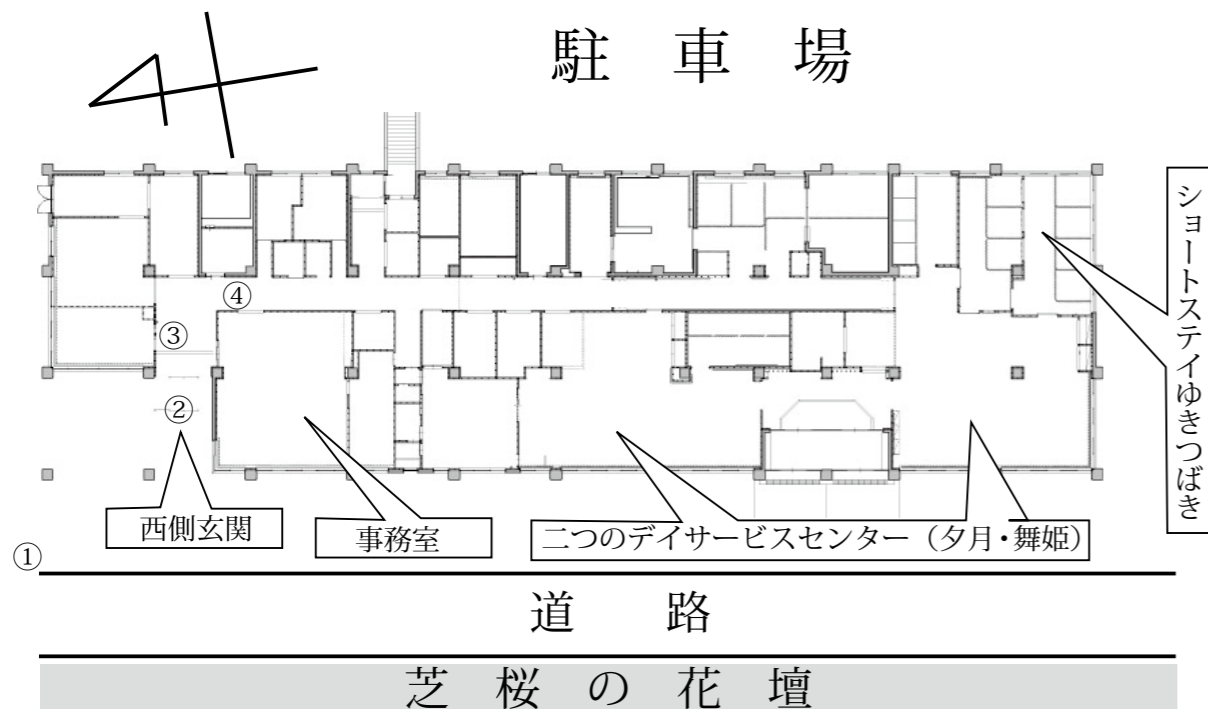 駐車場
ショートステイゆきつばき
④
③
②
西側玄関
事務室
二つのデイサービスセンター（夕月・舞姫）
①
道路
芝桜の花壇